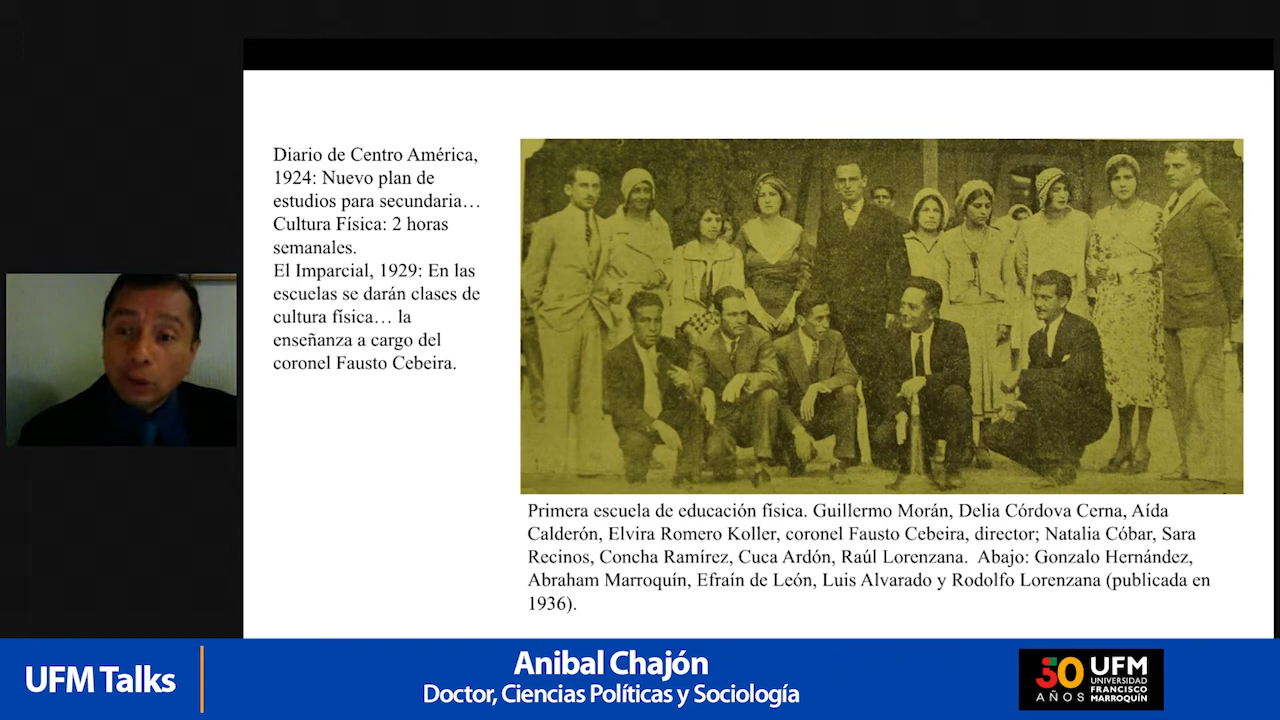 Diario de Centro América,
1924: Nuevo plan de
estudios para secundaria…
Cultura Física: 2 horas
semanales.
El Imparcial, 1929: En las
escuelas se darán clases de
cultura física… la
enseñanza a cargo del
coronel Fausto Cebeira.
Primera escuela de educación física. Guillermo Morán, Delia Córdova Cerna, Aída
Calderón, Elvira Romero Koller, coronel Fausto Cebeira, director; Natalia Cóbar, Sara
Recinos, Concha Ramírez, Cuca Ardón, Raúl Lorenzana.  Abajo: Gonzalo Hernández,
Abraham Marroquín, Efraín de León, Luis Alvarado y Rodolfo Lorenzana (publicada en
1936).
UFM Talks
Anibal Chajón
Doctor, Ciencias Políticas y Sociología
50
AÑOS
UFM
UNIVERSIDAD
FRANCISCO
MARROQUÍN